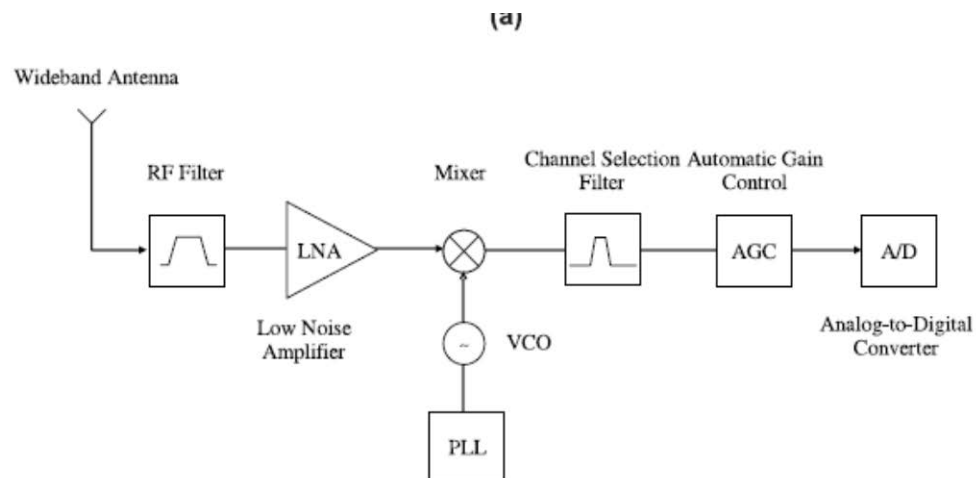 (a)
Wideband Antenna
RF Filter
Mixer
Channel Selection
Filter
Automatic Gain
Control
LNA
AGC
A/D
Low Noise
Amplifier
~
VCO
Analog-to-Digital
Converter
PLL